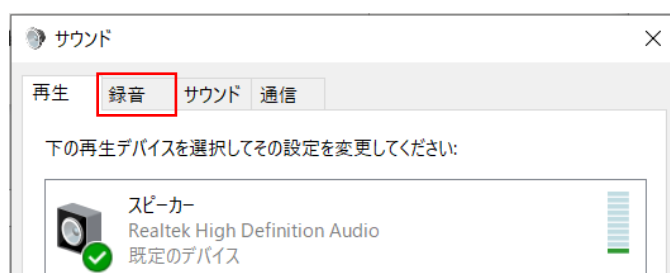 サウンド
再生 録音 サウンド 通信
下の再生デバイスを選択してその設定を変更してください:
スピーカー
Realtek High Definition Audio
既定のデバイス